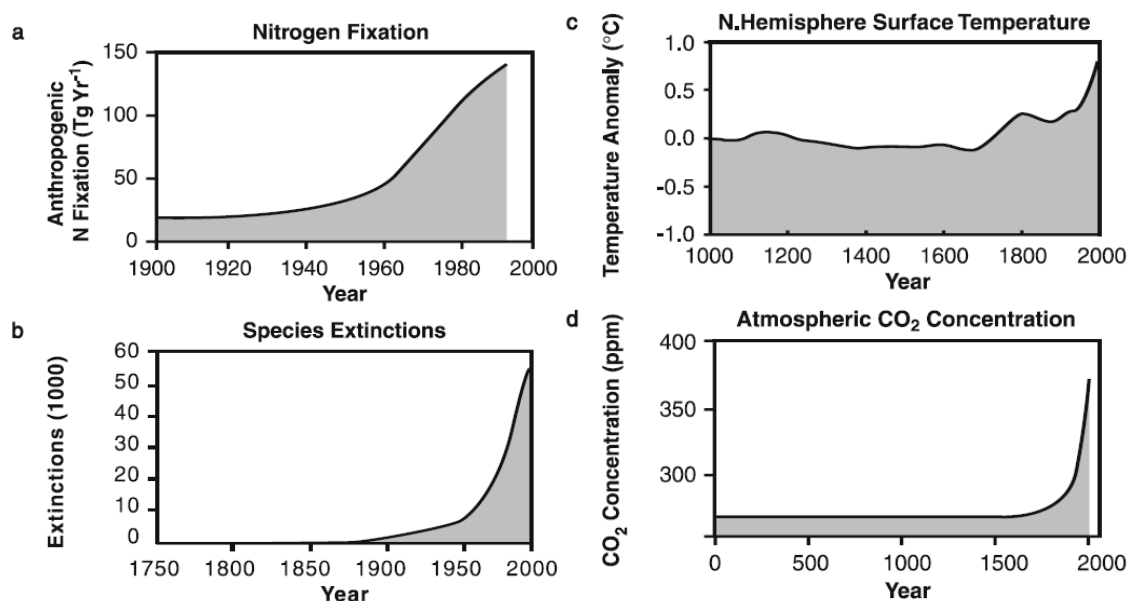 a
Nitrogen Fixation
Anthropogenic
N Fixation (Tg Yr⁻¹)
150
100
50
0
1900 1920 1940 1960 1980 2000
Year
b
Species Extinctions
Extinctions (1000)
60
50
40
30
20
10
0
1750 1800 1850 1900 1950 2000
Year
c
N.Hemisphere Surface Temperature
Temperature Anomaly (°C)
1.0
0.5
0.0
-0.5
-1.0
1000 1200 1400 1600 1800 2000
Year
d
Atmospheric CO₂ Concentration
CO₂ Concentration (ppm)
400
350
300
0 500 1000 1500 2000
Year